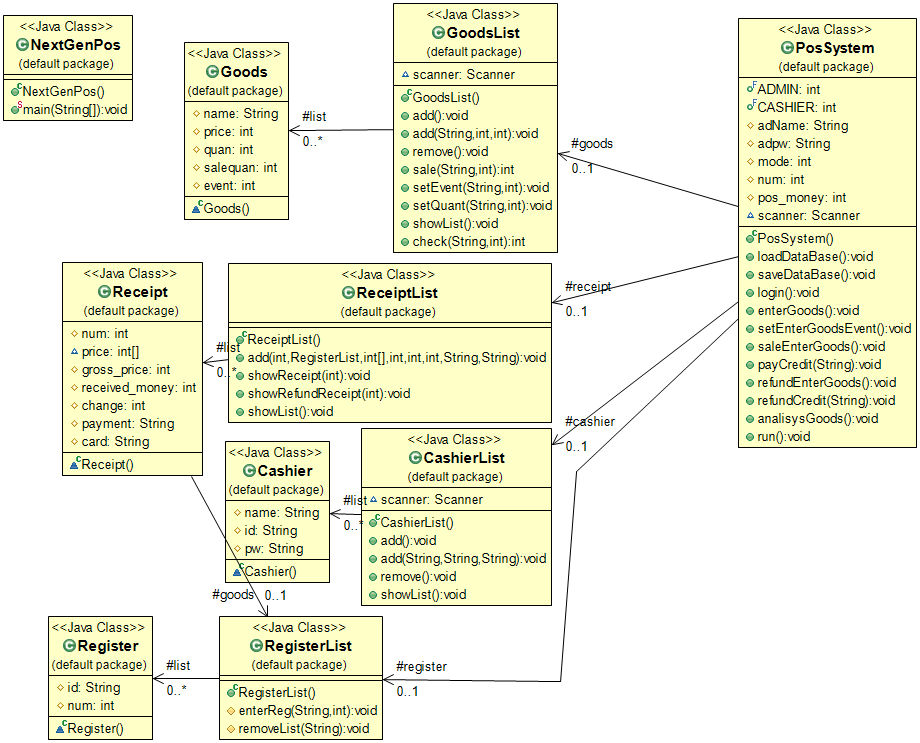 <<Java Class>>
NextGenPos
(default package)
NextGenPos()
main(String[]):void
<<Java Class>>
Goods
(default package)
name: String
price: int
quan: int
salequan: int
event: int
Goods()
#list
0..*
<<Java Class>>
GoodsList
(default package)
scanner: Scanner
GoodsList()
add():void
add(String,int,int):void
remove():void
sale(String,int):int
setEvent(String,int):void
setQuant(String,int):void
showList():void
check(String,int):int
#goods
0..1
<<Java Class>>
PosSystem
(default package)
ADMIN: int
CASHIER: int
adName: String
adpw: String
mode: int
num: int
pos_money: int
scanner: Scanner
PosSystem()
loadDataBase():void
saveDataBase():void
login():void
enterGoods():void
setEnterGoodsEvent():void
saleEnterGoods():void
payCredit(String):void
refundEnterGoods():void
refundCredit(String):void
analisysGoods():void
run():void
<<Java Class>>
Receipt
(default package)
num: int
price: int[]
gross_price: int
received_money: int
change: int
payment: String
card: String
Receipt()
#list
0..*
<<Java Class>>
ReceiptList
(default package)
ReceiptList()
add(int,RegisterList,int[],int,int,int,String,String):void
showReceipt(int):void
showRefundReceipt(int):void
showList():void
#receipt
0..1
<<Java Class>>
Cashier
(default package)
name: String
id: String
pw: String
Cashier()
#list
0..*
<<Java Class>>
CashierList
(default package)
scanner: Scanner
CashierList()
add():void
add(String,String,String):void
remove():void
showList():void
#cashier
0..1
#goods 0..1
<<Java Class>>
Register
(default package)
id: String
num: int
Register()
#list
0..*
<<Java Class>>
RegisterList
(default package)
RegisterList()
enterReg(String,int):void
removeList(String):void
#register
0..1